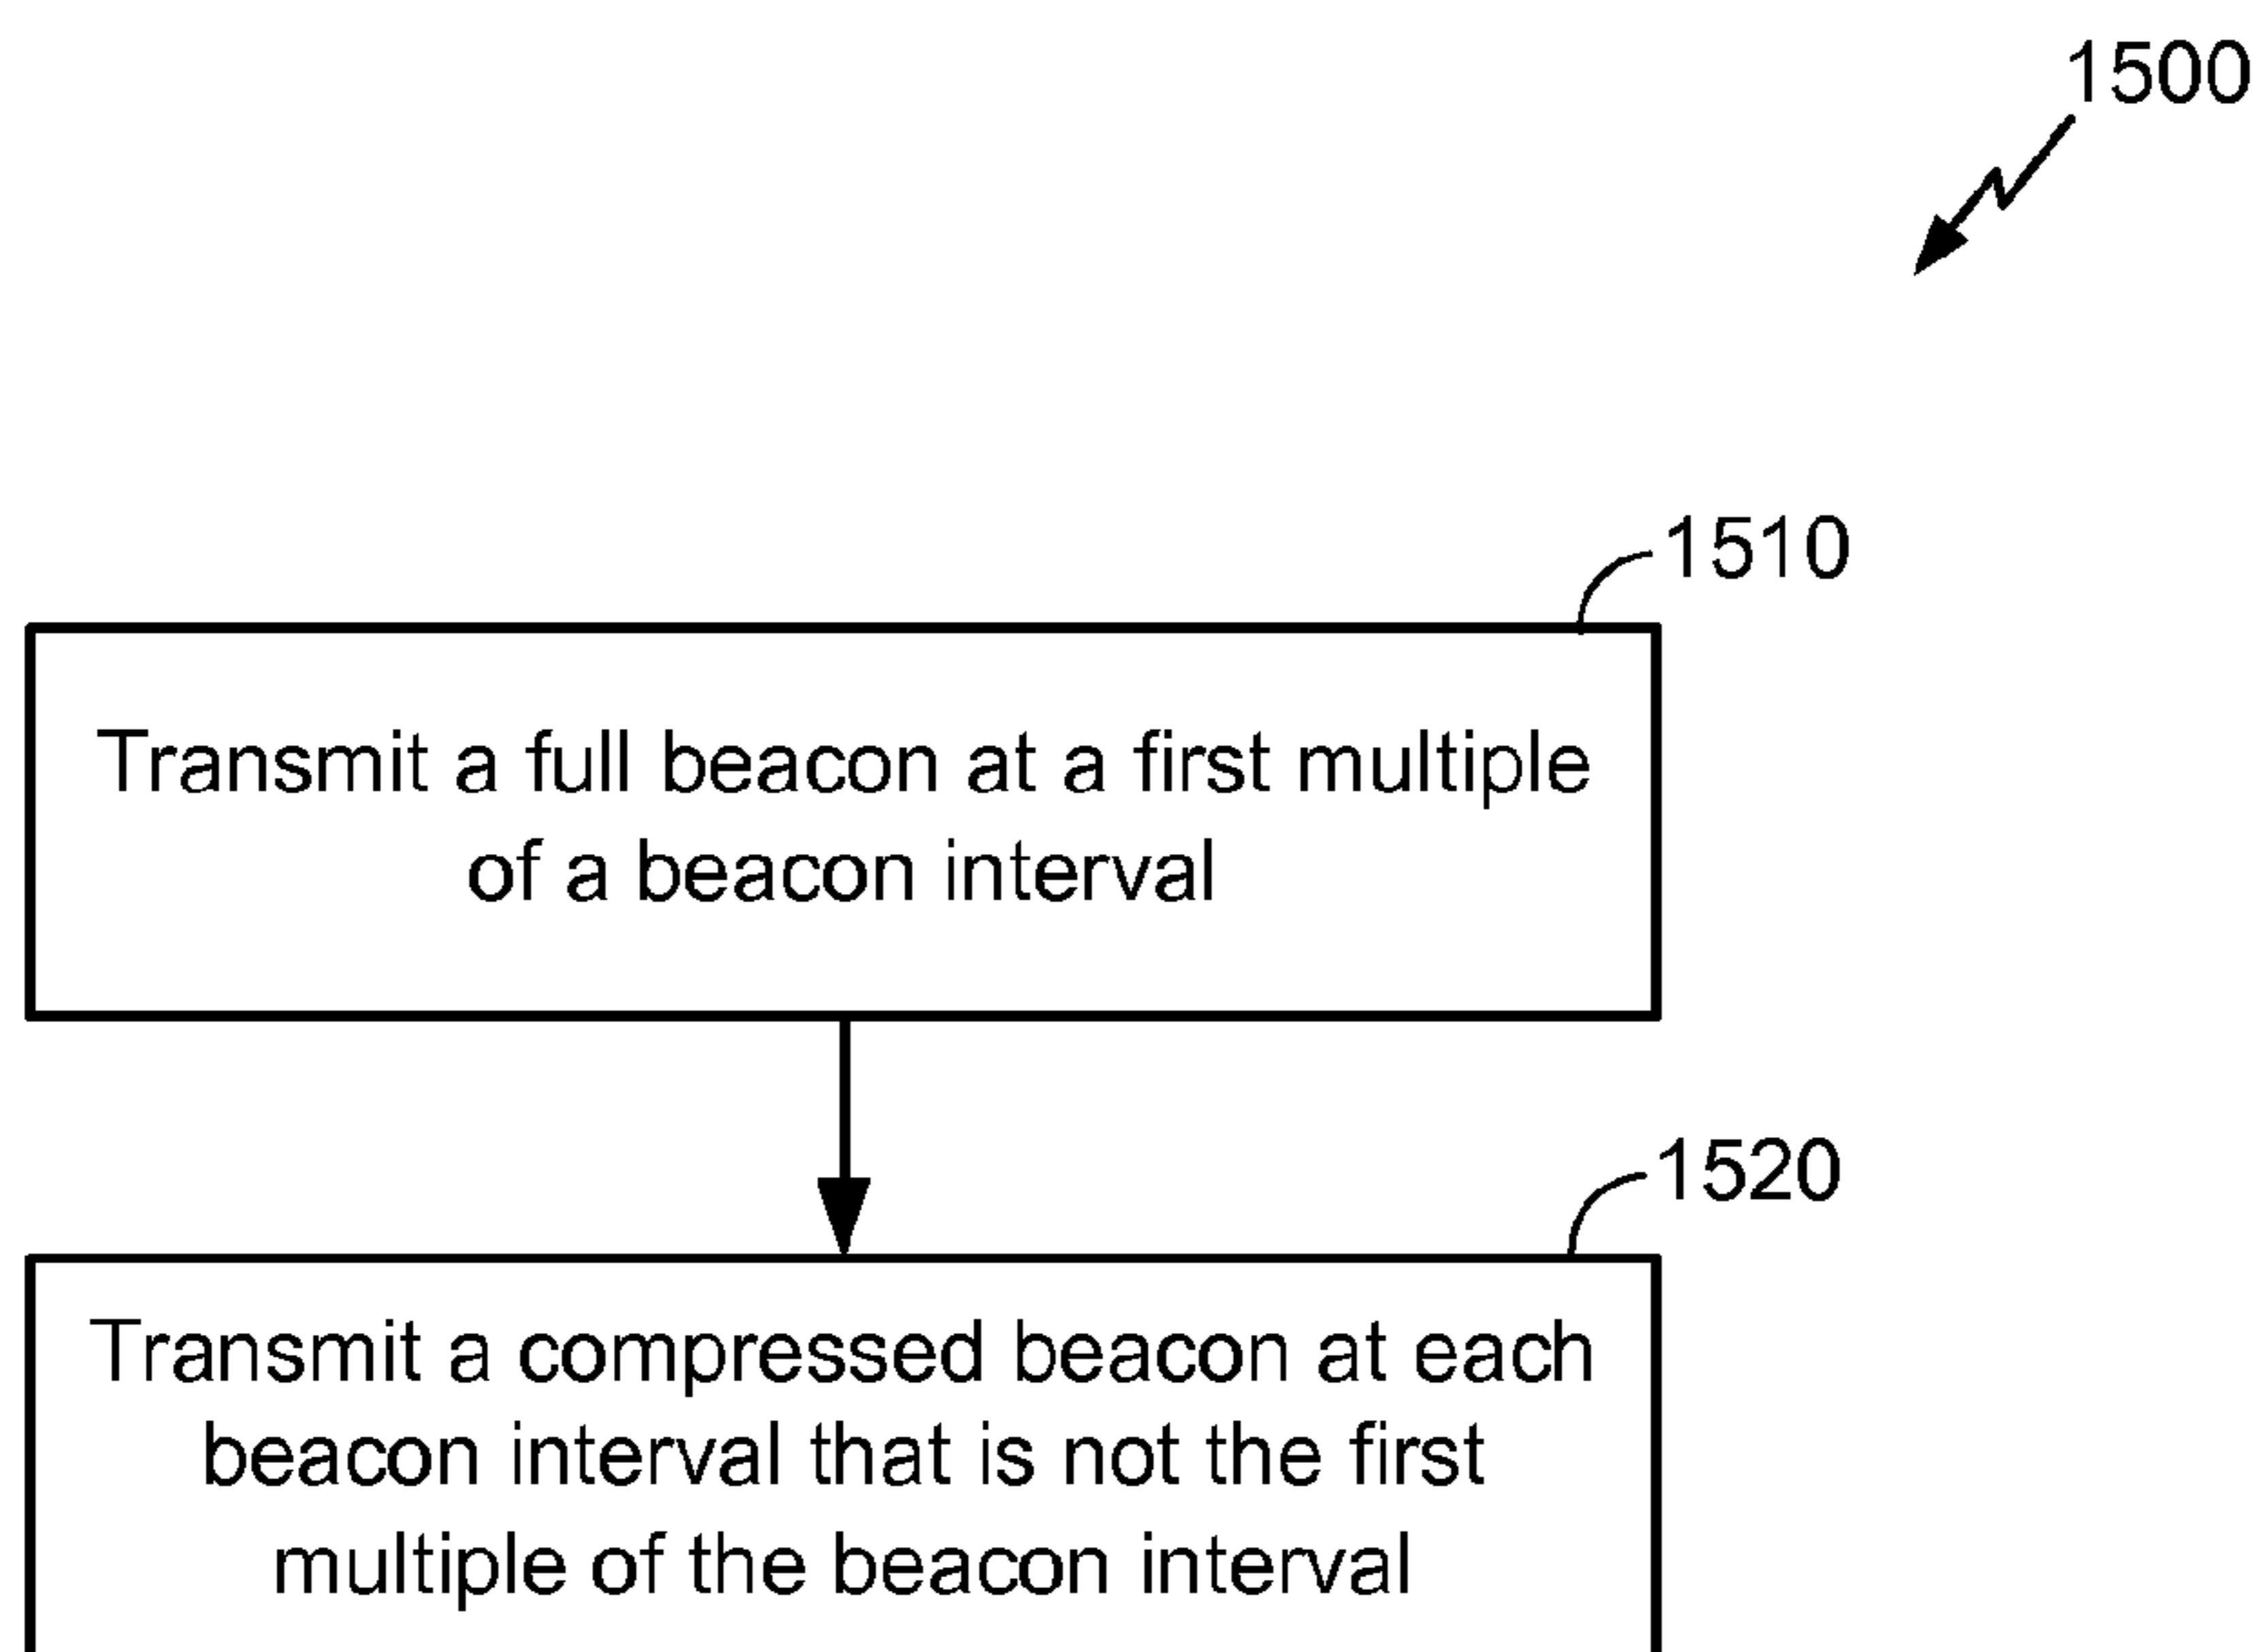 1500
1510
Transmit a full beacon at a first multiple
of a beacon interval
1520
Transmit a compressed beacon at each
beacon interval that is not the first
multiple of the beacon interval